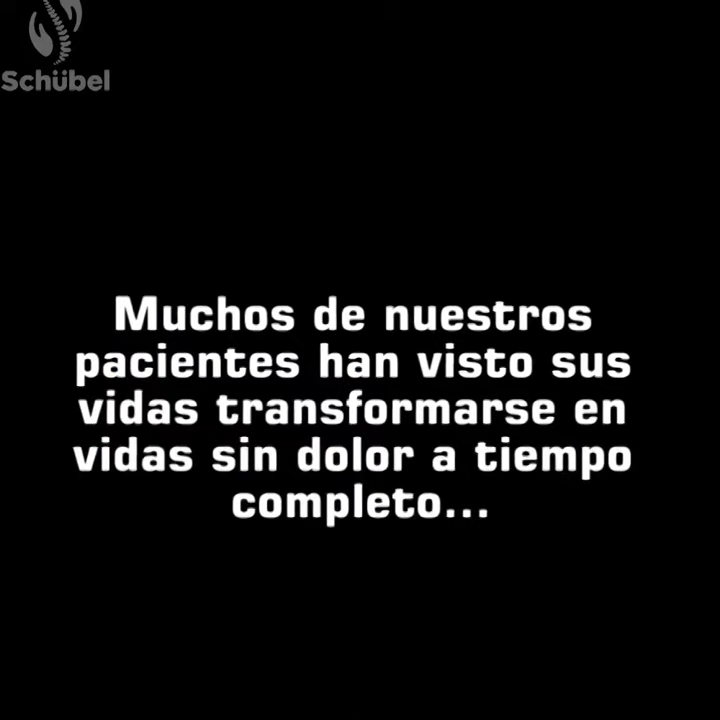 Schübel
Muchos de nuestros
pacientes han visto sus
vidas transformarse en
vidas sin dolor a tiempo
completo...